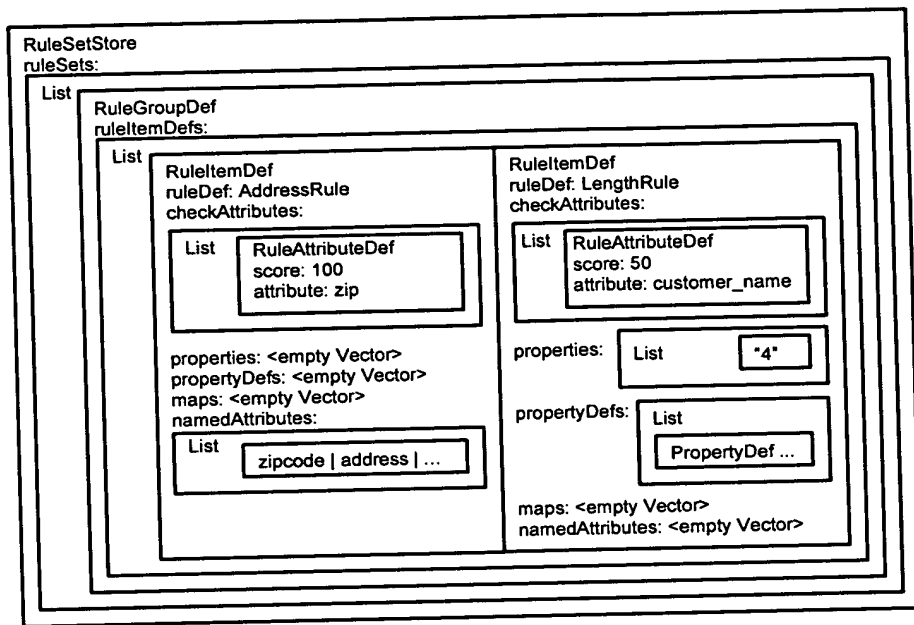 RuleSetStore
ruleSets:
List
RuleGroupDef
ruleItemDefs:
List
RuleItemDef
ruleDef: AddressRule
checkAttributes:
List
RuleAttributeDef
score: 100
attribute: zip
properties: <empty Vector>
propertyDefs: <empty Vector>
maps: <empty Vector>
namedAttributes:
List
zipcode | address | ...
RuleItemDef
ruleDef: LengthRule
checkAttributes:
List
RuleAttributeDef
score: 50
attribute: customer_name
properties:
List
"4"
propertyDefs:
List
PropertyDef ...
maps: <empty Vector>
namedAttributes: <empty Vector>